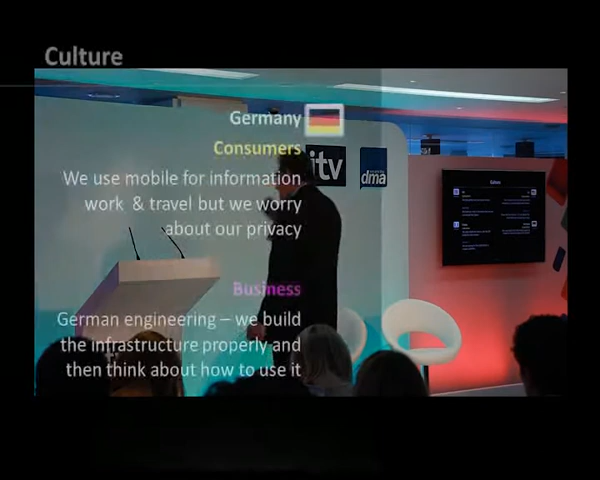 Culture
Germany
Consumers
We use mobile for information
work & travel but we worry
about our privacy
itv
dma
Business
German engineering – we build
the infrastructure properly and
then think about how to use it